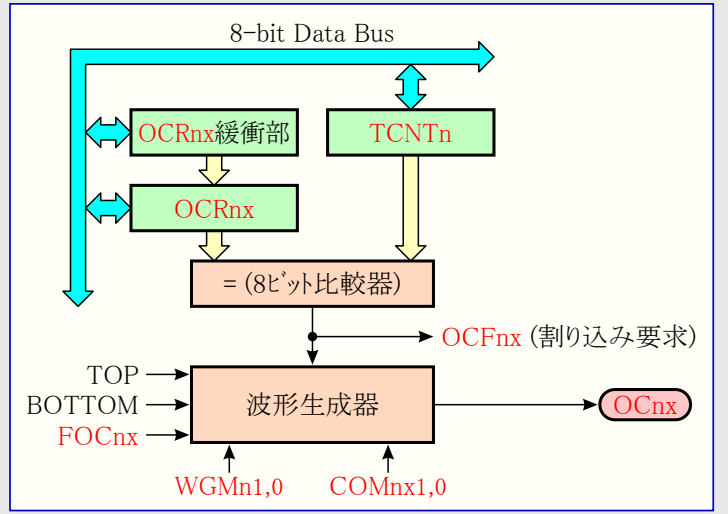 8-bit Data Bus
OCRnx緩衝部
TCNTn
OCRnx
= (8ﾋﾞｯﾄ比較器)
OCFnx (割り込み要求)
TOP
BOTTOM
FOCnx
波形生成器
OCnx
WGMn1,0
COMnx1,0